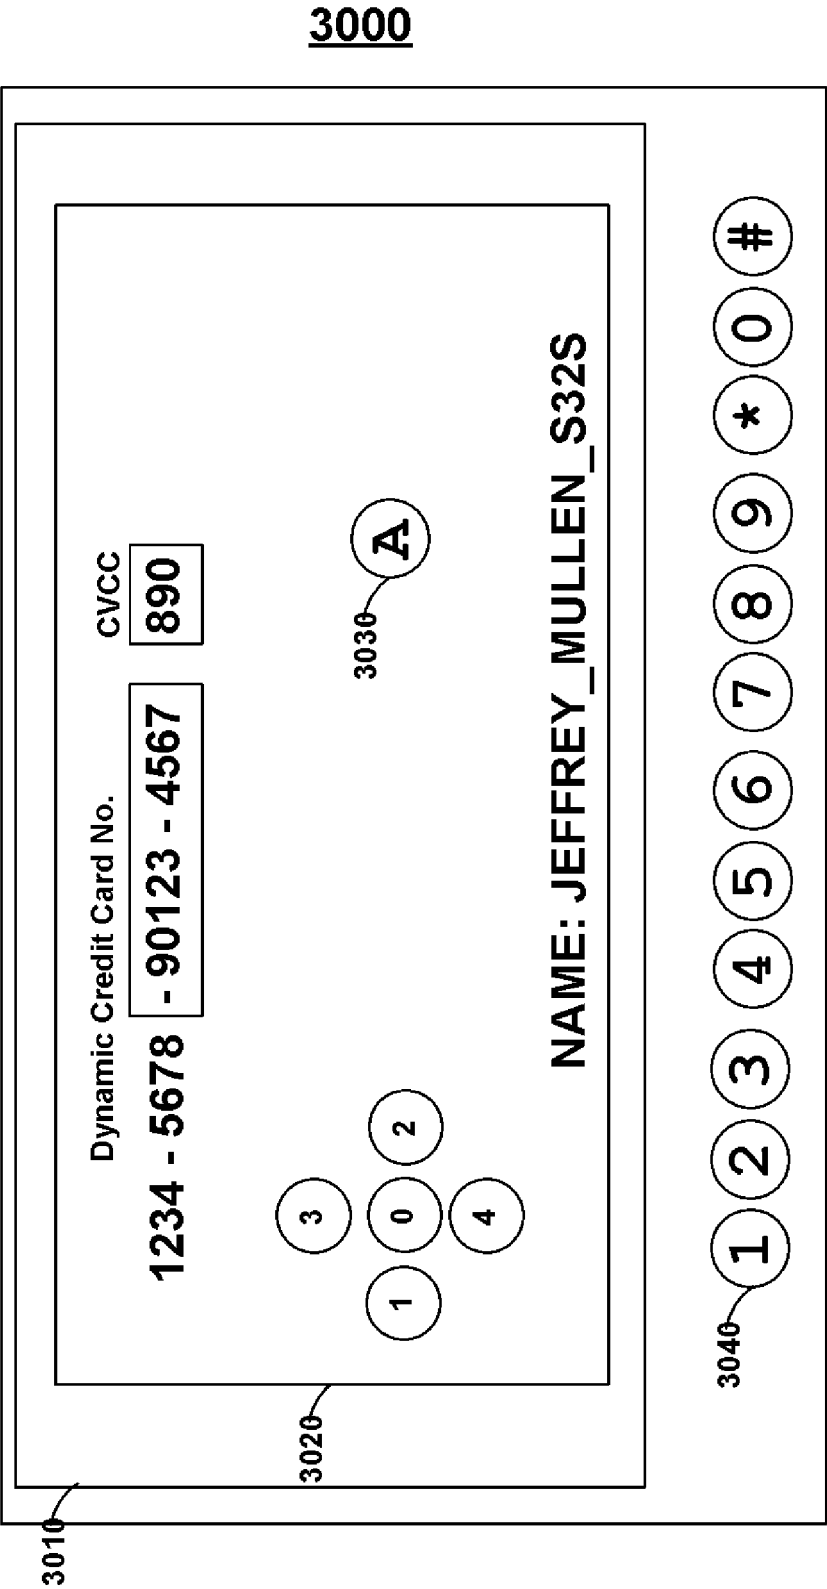 3000
Dynamic Credit Card No.
CVCC
1234 - 5678 - 90123 - 4567
890
3
1
0
2
4
A
3030
NAME: JEFFREY_MULLEN_S32S
1 2 3 4 5 6 7 8 9 * 0 #
3010
3020
3040